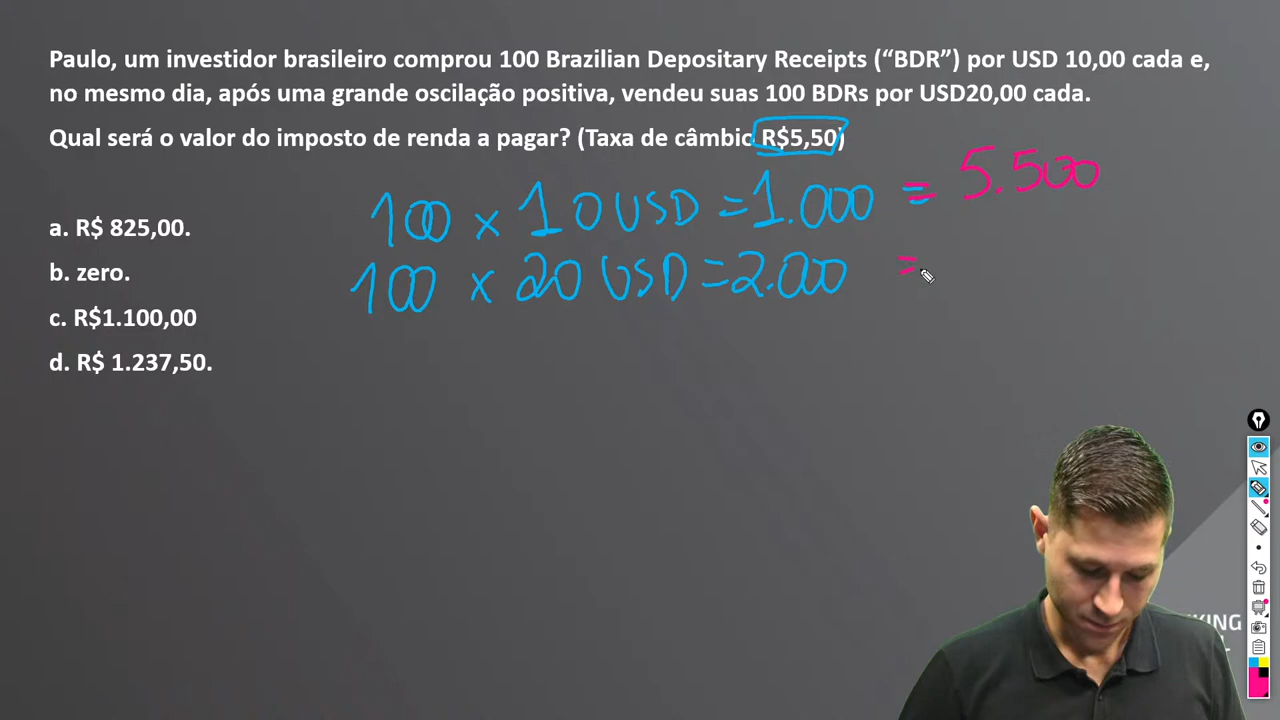 Paulo, um investidor brasileiro comprou 100 Brazilian Depositary Receipts (“BDR”) por USD 10,00 cada e,
no mesmo dia, após uma grande oscilação positiva, vendeu suas 100 BDRs por USD20,00 cada.
Qual será o valor do imposto de renda a pagar? (Taxa de câmbio R$5,50)
100 x 10 USD = 1.000 = 5.500
a. R$ 825,00.
100 x 20 USD = 2.000 =
b. zero.
c. R$1.100,00
d. R$ 1.237,50.